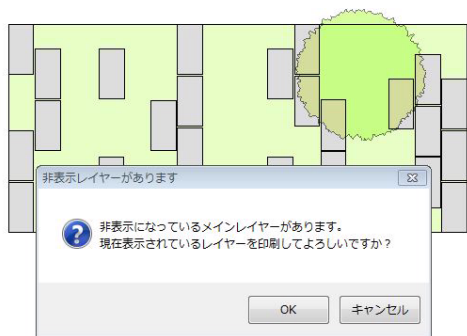 非表示レイヤーがあります
非表示になっているメインレイヤーがあります。
現在表示されているレイヤーを印刷してよろしいですか?
OK
キャンセル